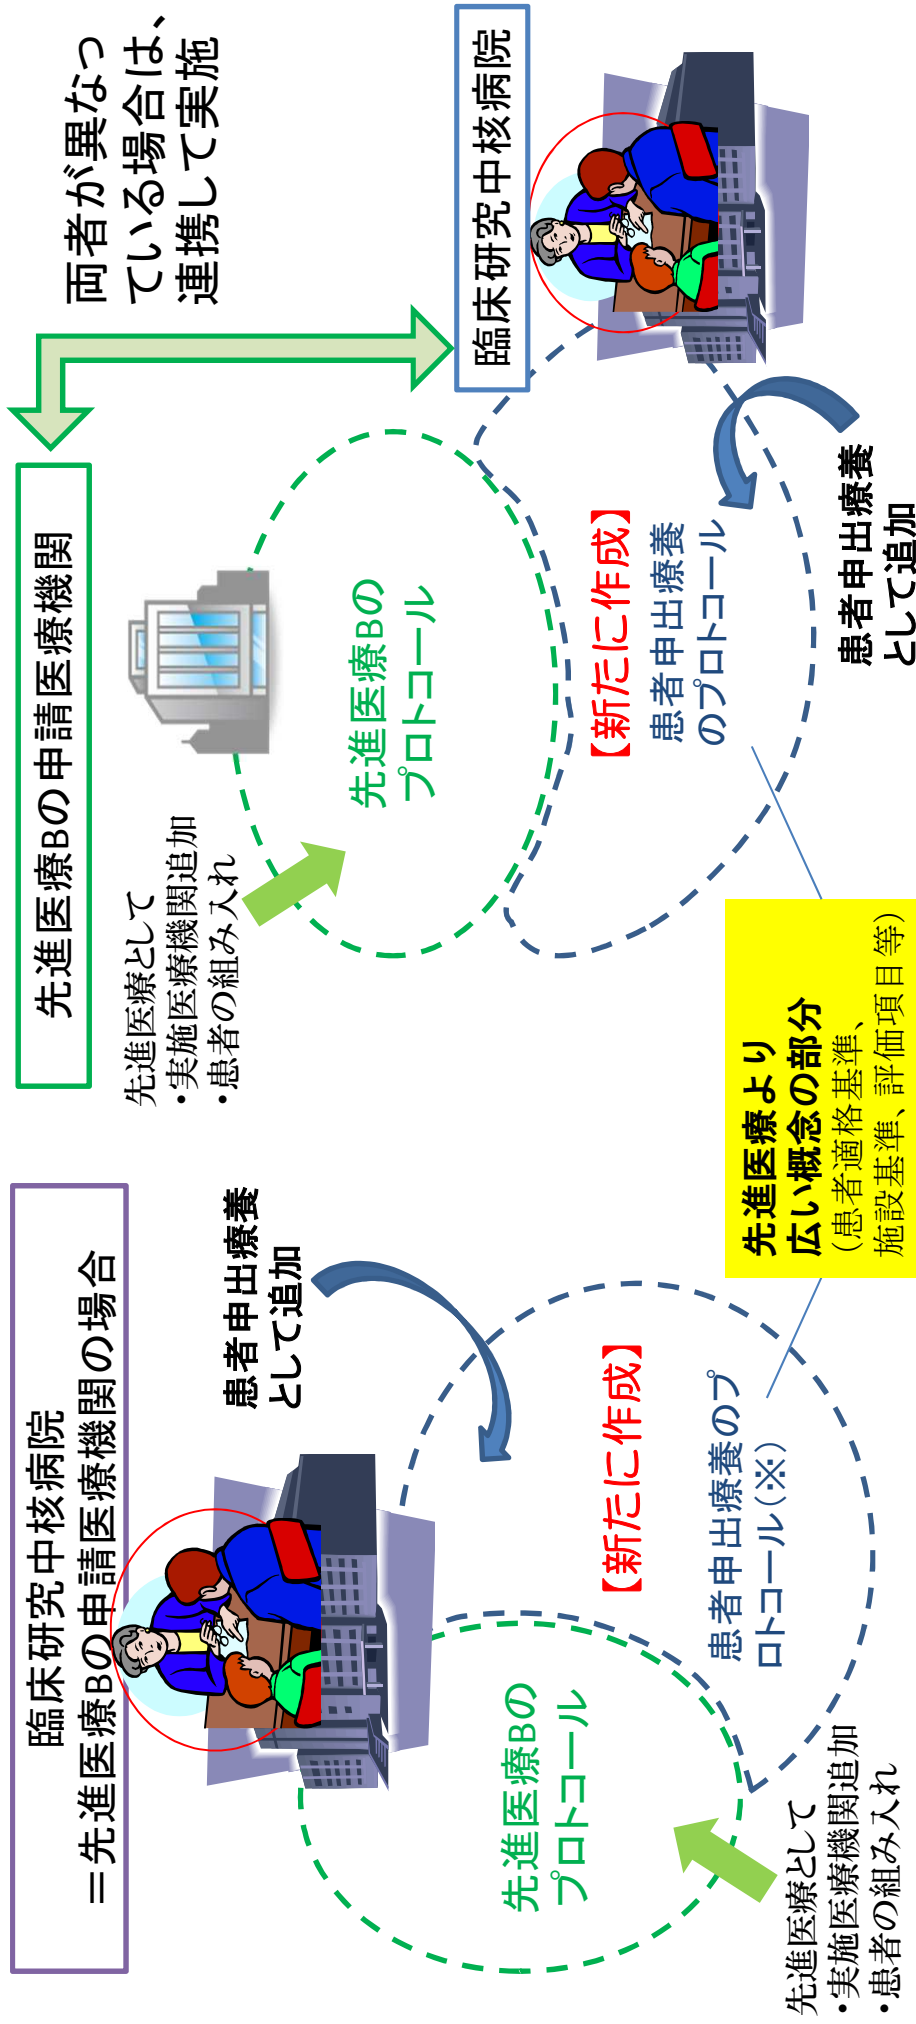 臨床研究中核病院
＝先進医療Bの申請医療機関の場合
患者申出療養
として追加
先進医療Bの
プロトコール
【新たに作成】
患者申出療養のプ
ロトコール(※)
先進医療として
・実施医療機関追加
・患者の組み入れ
先進医療より
広い概念の部分
(患者適格基準、
施設基準、評価項目等)
先進医療Bの申請医療機関
先進医療として
・実施医療機関追加
・患者の組み入れ
先進医療Bの
プロトコール
【新たに作成】
患者申出療養
のプロトコール
患者申出療養
として追加
両者が異なっ
ている場合は、
連携して実施
臨床研究中核病院